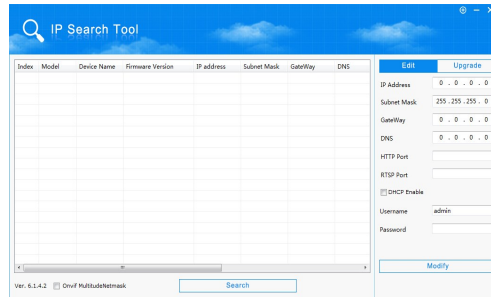 IP Search Tool
Index Model Device Name Firmware Version IP address Subnet Mask GateWay DNS
Edit Upgrade
IP Address 0 . 0 . 0 . 0
Subnet Mask 255 . 255 . 255 . 0
GateWay 0 . 0 . 0 . 0
DNS 0 . 0 . 0 . 0
HTTP Port
RTSP Port
DHCP Enable
Username admin
Password
Modify
Ver. 6.1.4.2 Onvif MultitudeNetmask Search